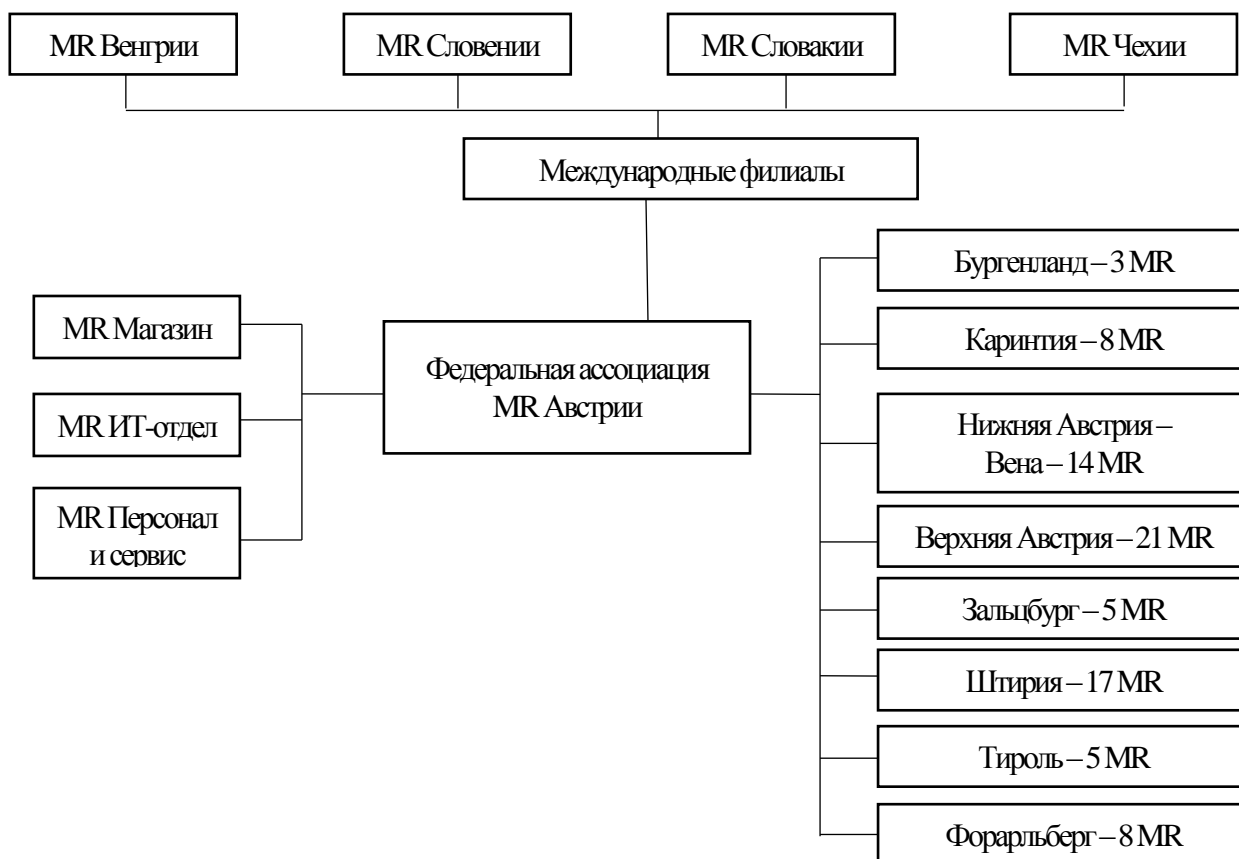 MR Венгрии
MR Словении
MR Словакии
MR Чехии
Международные филиалы
MR Магазин
MR ИТ-отдел
MR Персонал
и сервис
Федеральная ассоциация
MR Австрии
Бургенланд – 3 MR
Каринтия – 8 MR
Нижняя Австрия –
Вена – 14 MR
Верхняя Австрия – 21 MR
Зальцбург – 5 MR
Штирия – 17 MR
Тироль – 5 MR
Форарльберг – 8 MR